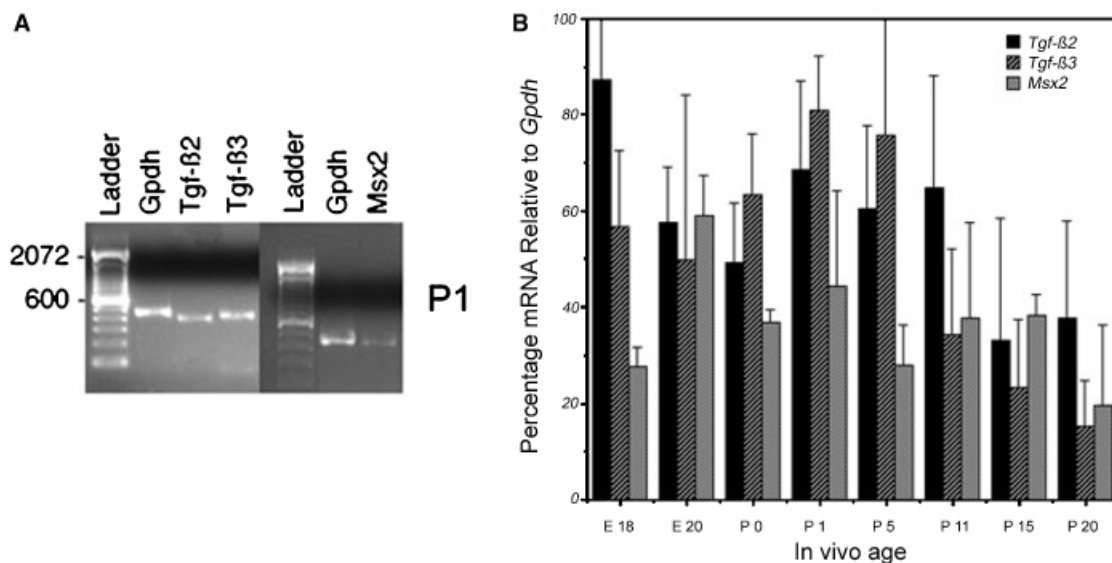 A
Ladder
Gpdh
Tgf-ß2
Tgf-ß3
Ladder
Gpdh
Msx2
2072
600
P1
B
Percentage mRNA Relative to Gpdh
100
80
60
40
20
0
Tgf-ß2
Tgf-ß3
Msx2
E 18 E 20 P 0 P 1 P 5 P 11 P 15 P 20
In vivo age